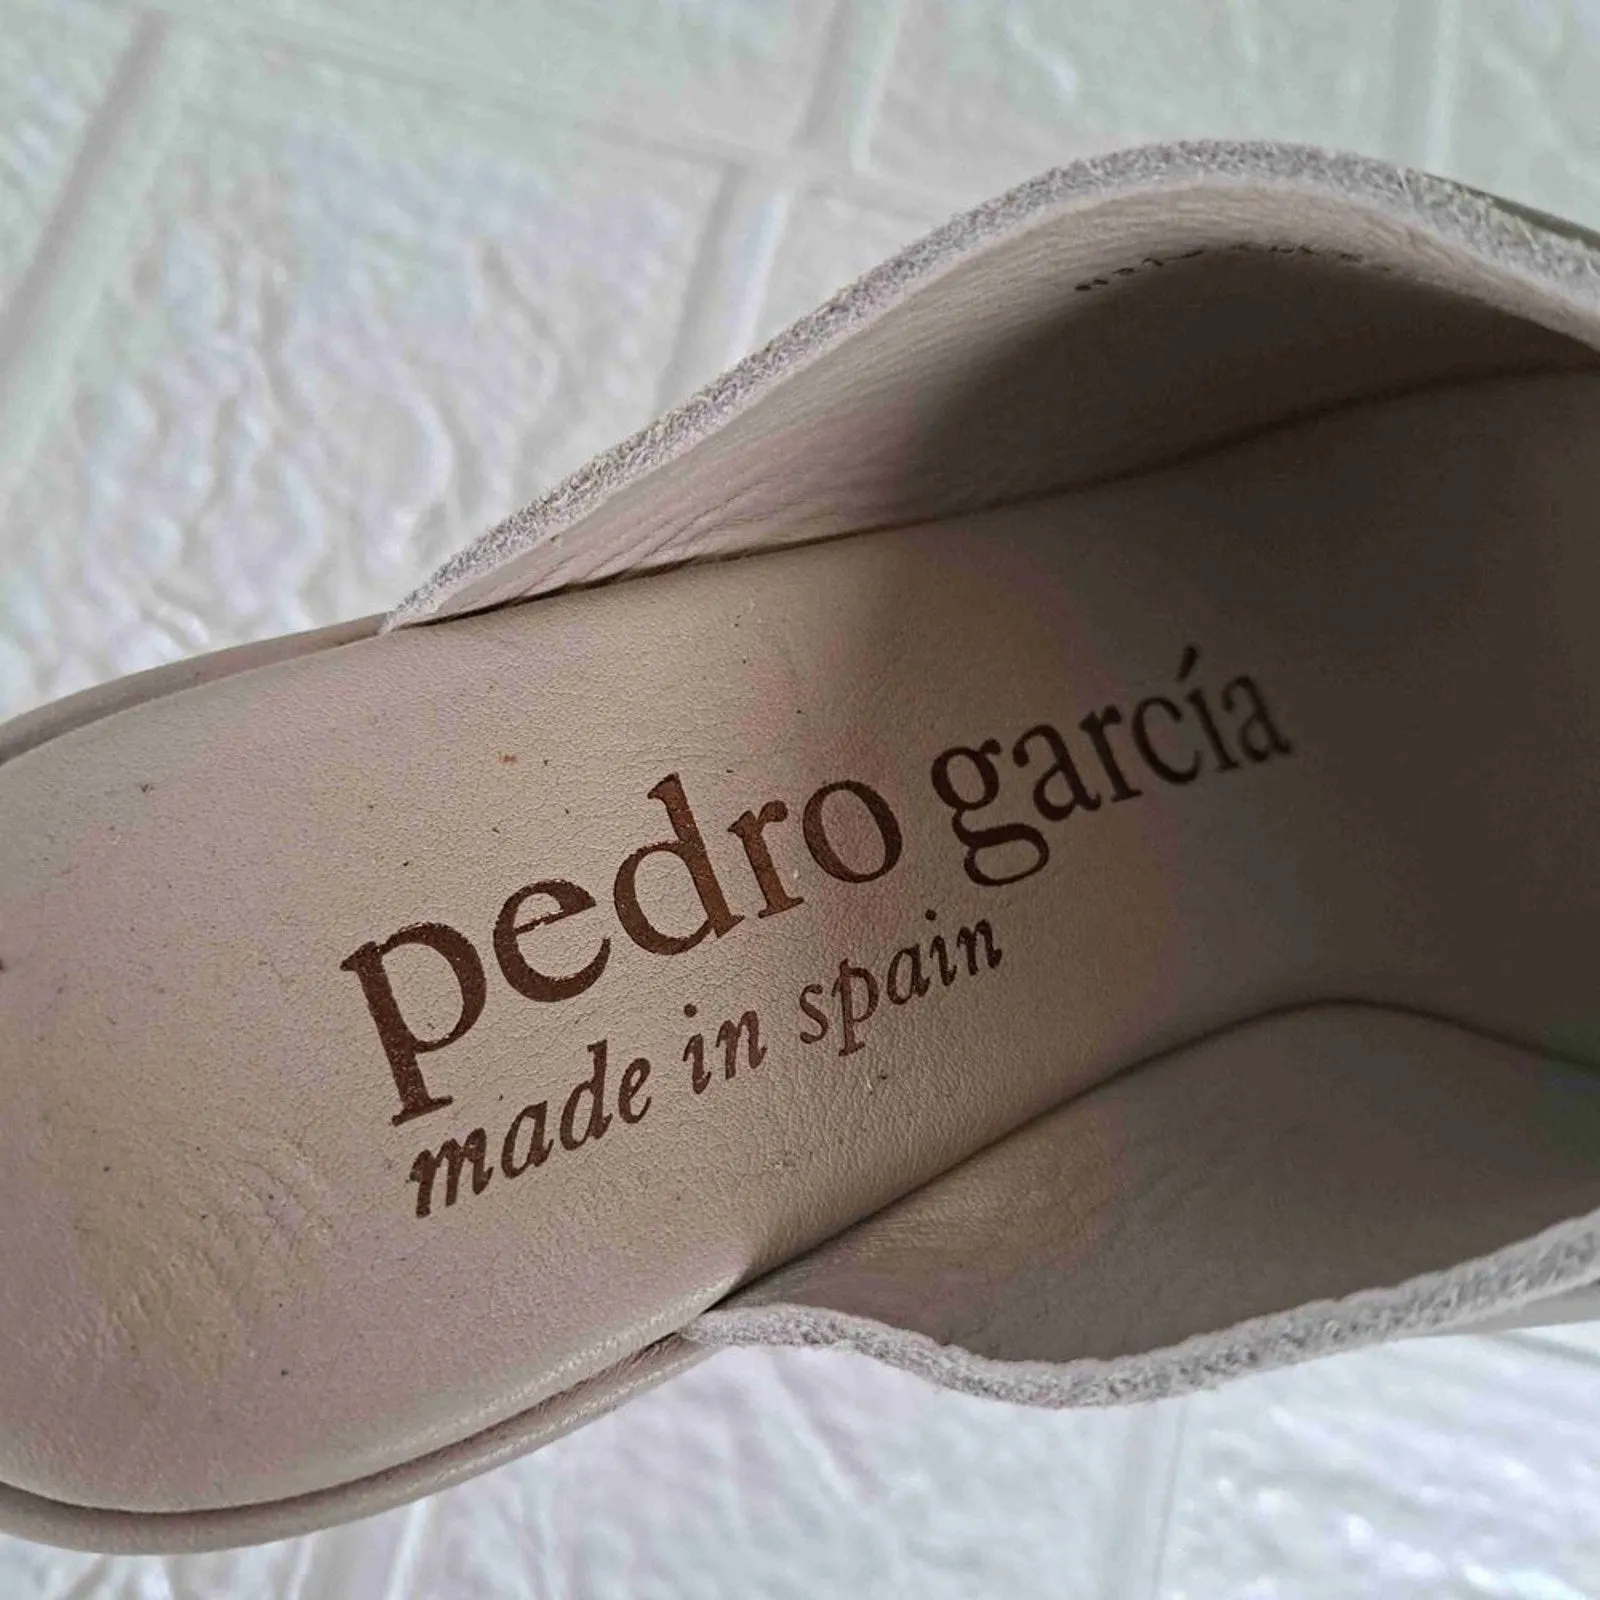 pedro garcía
made in spain